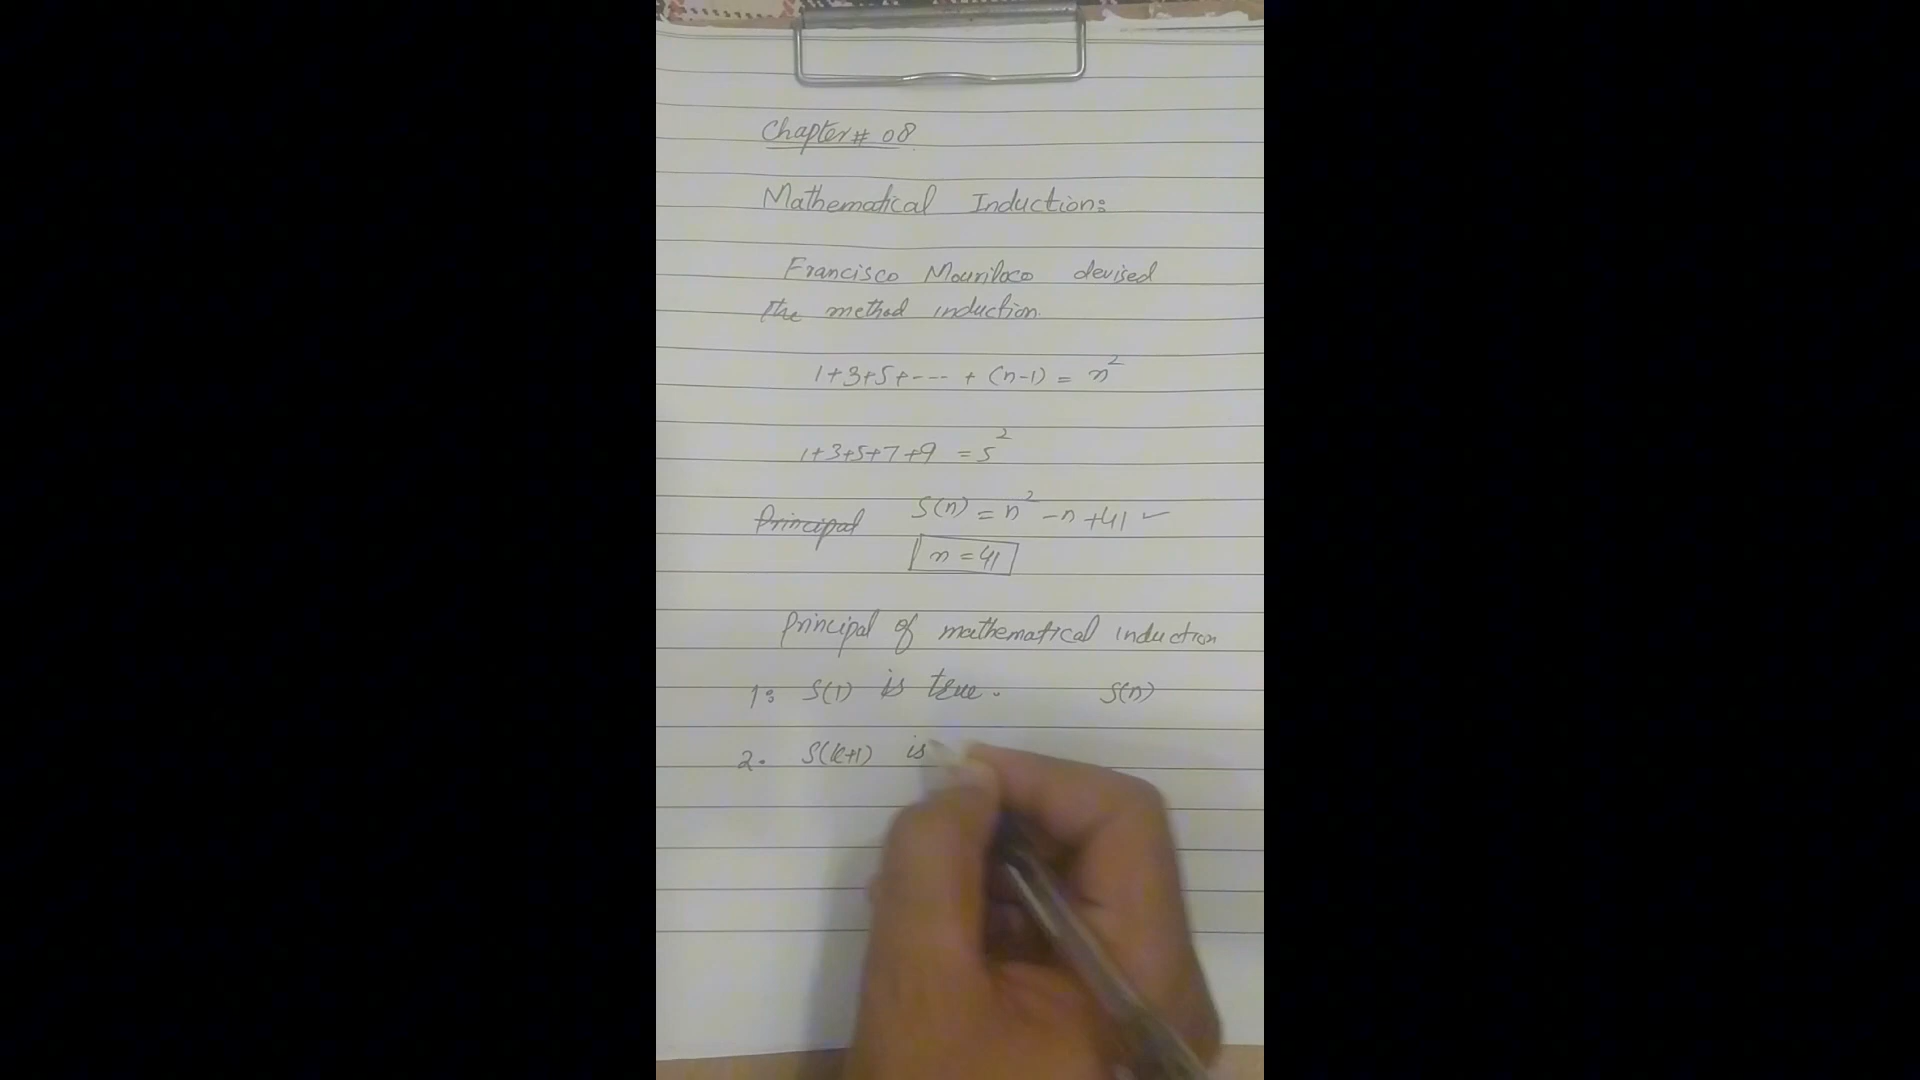 Chapter # 08
Mathematical Induction:
Francisco Mouriloco devised
the method induction.
1+3+5+---- + (n-1) = n²
1+3+5+7+9 = 5²
Principal S(n) = n² - n + 41 ✓
n = 41
Principal of mathematical induction
1: S(1) is true. S(n)
2. S(k+1) is